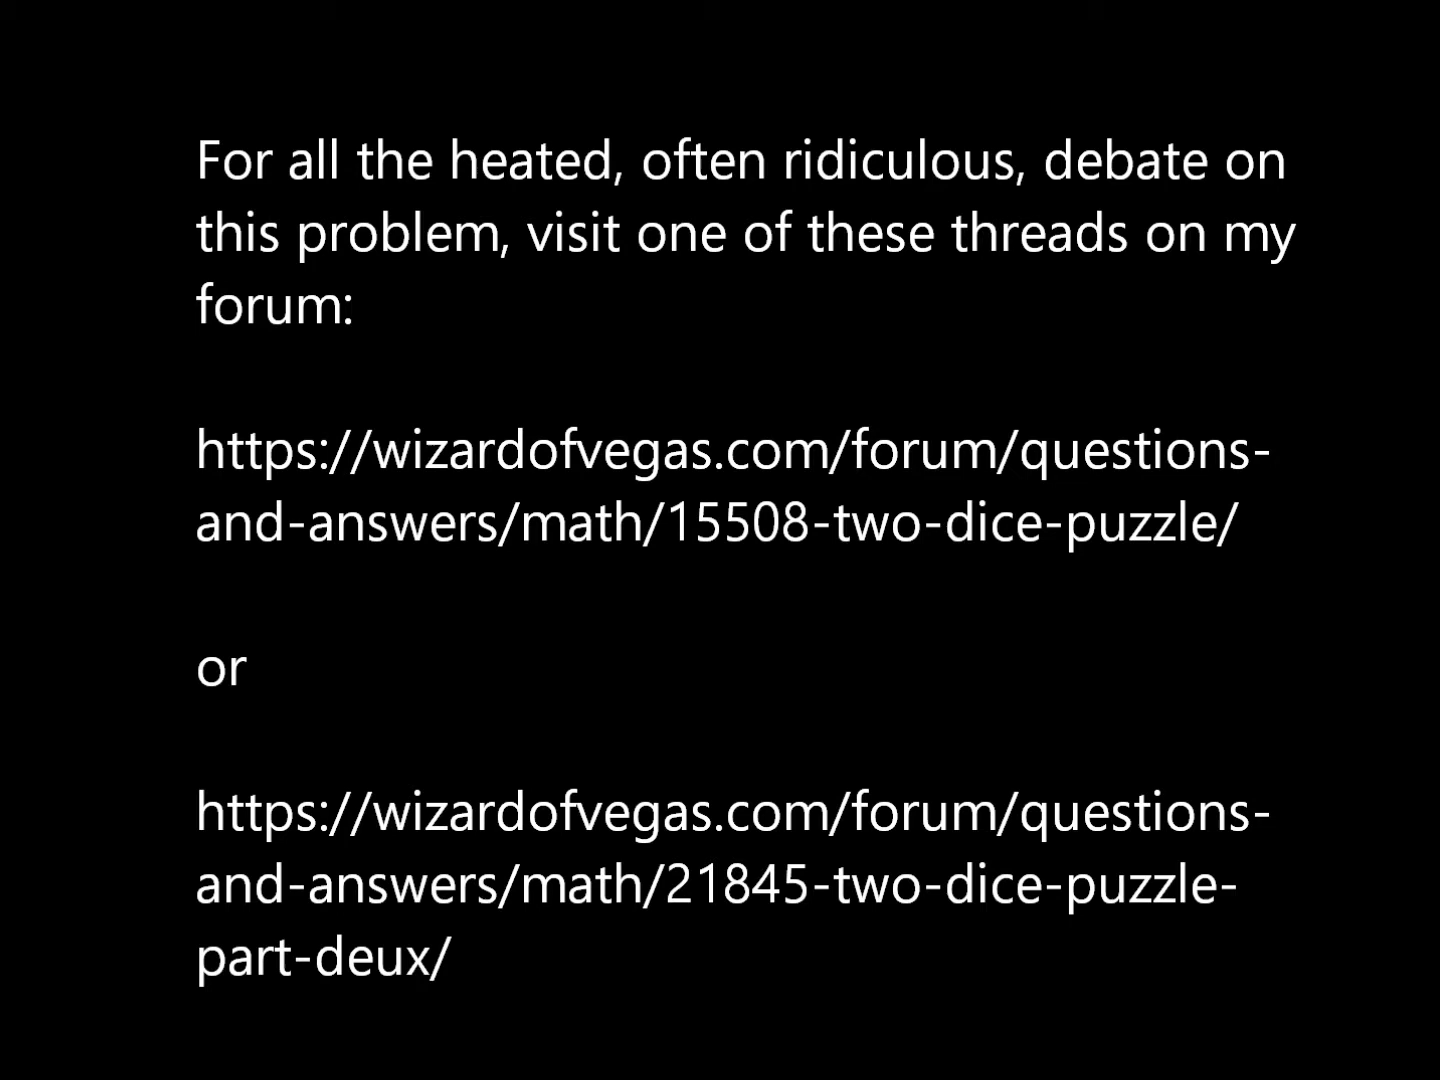 For all the heated, often ridiculous, debate on
this problem, visit one of these threads on my
forum:
https://wizardofvegas.com/forum/questions-
and-answers/math/15508-two-dice-puzzle/
or
https://wizardofvegas.com/forum/questions-
and-answers/math/21845-two-dice-puzzle-
part-deux/